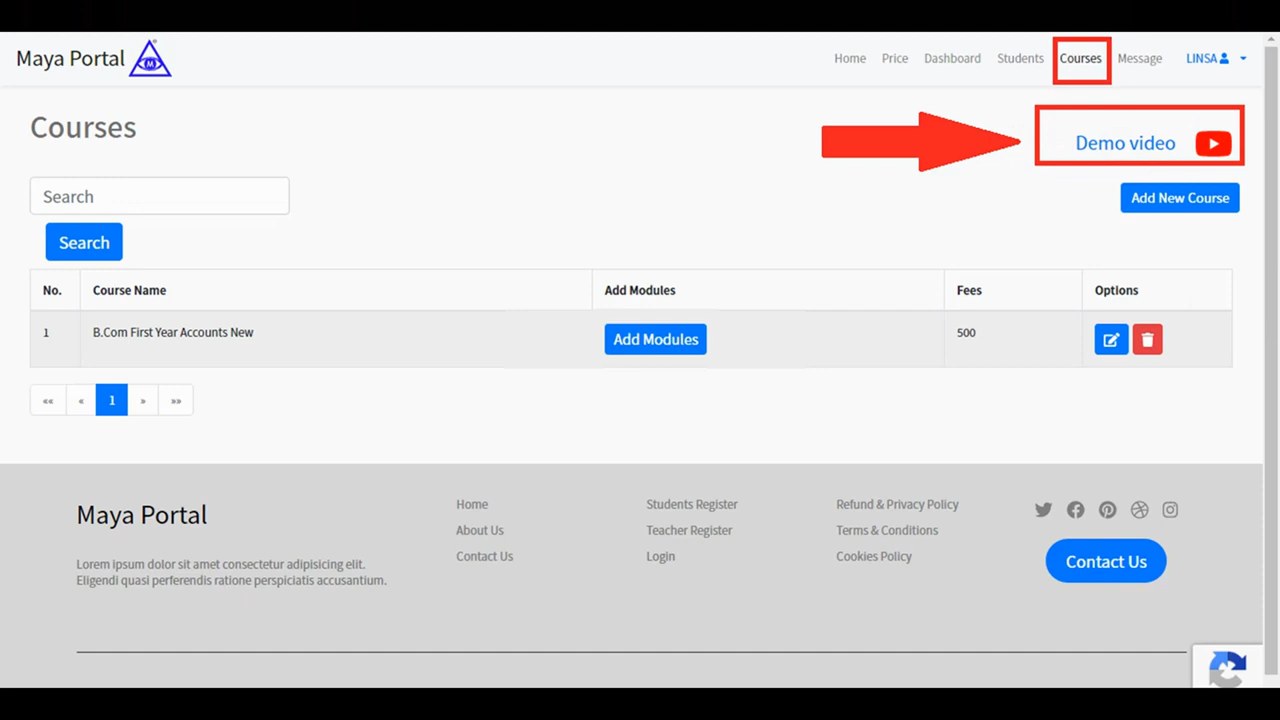 Maya Portal
Home Price Dashboard Students Courses Message LINSA
Courses
Demo video
Search
Add New Course
Search
No. Course Name Add Modules Fees Options
1 B.Com First Year Accounts New Add Modules 500
«« « 1 » »»
Maya Portal
Lorem ipsum dolor sit amet consectetur adipisicing elit.
Eligendi quasi perferendis ratione perspiciatis accusantium.
Home
About Us
Contact Us
Students Register
Teacher Register
Login
Refund & Privacy Policy
Terms & Conditions
Cookies Policy
Contact Us